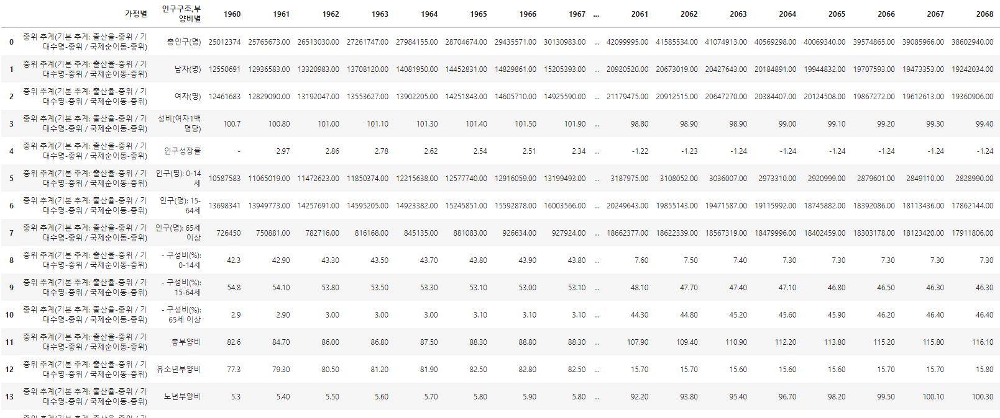 가정별 인구구조,부양비별 1960 1961 1962 1963 1964 1965 1966 1967 ... 2061 2062 2063 2064 2065 2066 2067 2068
0 중위 추계(기본 추계: 출산율-중위 / 기대수명-중위 / 국제순이동-중위) 총인구(명) 25012374 25765673.00 26513030.00 27261747.00 27984155.00 28704674.00 29435571.00 30130983.00 ... 42099995.00 41585534.00 41074913.00 40569298.00 40069340.00 39574865.00 39085966.00 38602940.00
1 중위 추계(기본 추계: 출산율-중위 / 기대수명-중위 / 국제순이동-중위) 남자(명) 12550691 12936583.00 13320983.00 13708120.00 14081950.00 14452831.00 14829861.00 15205393.00 ... 20920520.00 20673019.00 20427643.00 20184891.00 19944832.00 19707593.00 19473353.00 19242034.00
2 중위 추계(기본 추계: 출산율-중위 / 기대수명-중위 / 국제순이동-중위) 여자(명) 12461683 12829090.00 13192047.00 13553627.00 13902205.00 14251843.00 14605710.00 14925590.00 ... 21179475.00 20912515.00 20647270.00 20384407.00 20124508.00 19867272.00 19612613.00 19360906.00
3 중위 추계(기본 추계: 출산율-중위 / 기대수명-중위 / 국제순이동-중위) 성비(여자1백명당) 100.7 100.80 101.00 101.10 101.30 101.40 101.50 101.90 ... 98.80 98.90 98.90 99.00 99.10 99.20 99.30 99.40
4 중위 추계(기본 추계: 출산율-중위 / 기대수명-중위 / 국제순이동-중위) 인구성장률 - 2.97 2.86 2.78 2.62 2.54 2.51 2.34 ... -1.22 -1.23 -1.24 -1.24 -1.24 -1.24 -1.24 -1.24
5 중위 추계(기본 추계: 출산율-중위 / 기대수명-중위 / 국제순이동-중위) 인구(명): 0-14세 10587583 11065019.00 11472623.00 11850374.00 12215638.00 12577740.00 12916059.00 13199493.00 ... 3187975.00 3108052.00 3036007.00 2973310.00 2920999.00 2879601.00 2849110.00 2828990.00
6 중위 추계(기본 추계: 출산율-중위 / 기대수명-중위 / 국제순이동-중위) 인구(명): 15-64세 13698341 13949773.00 14257691.00 14595205.00 14923382.00 15245851.00 15592878.00 16003566.00 ... 20249643.00 19855143.00 19471587.00 19115992.00 18745882.00 18392086.00 18113436.00 17862144.00
7 중위 추계(기본 추계: 출산율-중위 / 기대수명-중위 / 국제순이동-중위) 인구(명): 65세 이상 726450 750881.00 782716.00 816168.00 845135.00 881083.00 926634.00 927924.00 ... 18662377.00 18622339.00 18567319.00 18479996.00 18402459.00 18303178.00 18123420.00 17911806.00
8 중위 추계(기본 추계: 출산율-중위 / 기대수명-중위 / 국제순이동-중위) - 구성비(%): 0-14세 42.3 42.90 43.30 43.50 43.70 43.80 43.90 43.80 ... 7.60 7.50 7.40 7.30 7.30 7.30 7.30 7.30
9 중위 추계(기본 추계: 출산율-중위 / 기대수명-중위 / 국제순이동-중위) - 구성비(%): 15-64세 54.8 54.10 53.80 53.50 53.30 53.10 53.00 53.10 ... 48.10 47.70 47.40 47.10 46.80 46.50 46.30 46.30
10 중위 추계(기본 추계: 출산율-중위 / 기대수명-중위 / 국제순이동-중위) - 구성비(%): 65세 이상 2.9 2.90 3.00 3.00 3.00 3.10 3.10 3.10 ... 44.30 44.80 45.20 45.60 45.90 46.20 46.40 46.40
11 중위 추계(기본 추계: 출산율-중위 / 기대수명-중위 / 국제순이동-중위) 총부양비 82.6 84.70 86.00 86.80 87.50 88.30 88.80 88.30 ... 107.90 109.40 110.90 112.20 113.80 115.20 115.80 116.10
12 중위 추계(기본 추계: 출산율-중위 / 기대수명-중위 / 국제순이동-중위) 유소년부양비 77.3 79.30 80.50 81.20 81.90 82.50 82.80 82.50 ... 15.70 15.70 15.60 15.60 15.60 15.70 15.70 15.80
13 중위 추계(기본 추계: 출산율-중위 / 기대수명-중위 / 국제순이동-중위) 노년부양비 5.3 5.40 5.50 5.60 5.70 5.80 5.90 5.80 ... 92.20 93.80 95.40 96.70 98.20 99.50 100.10 100.30